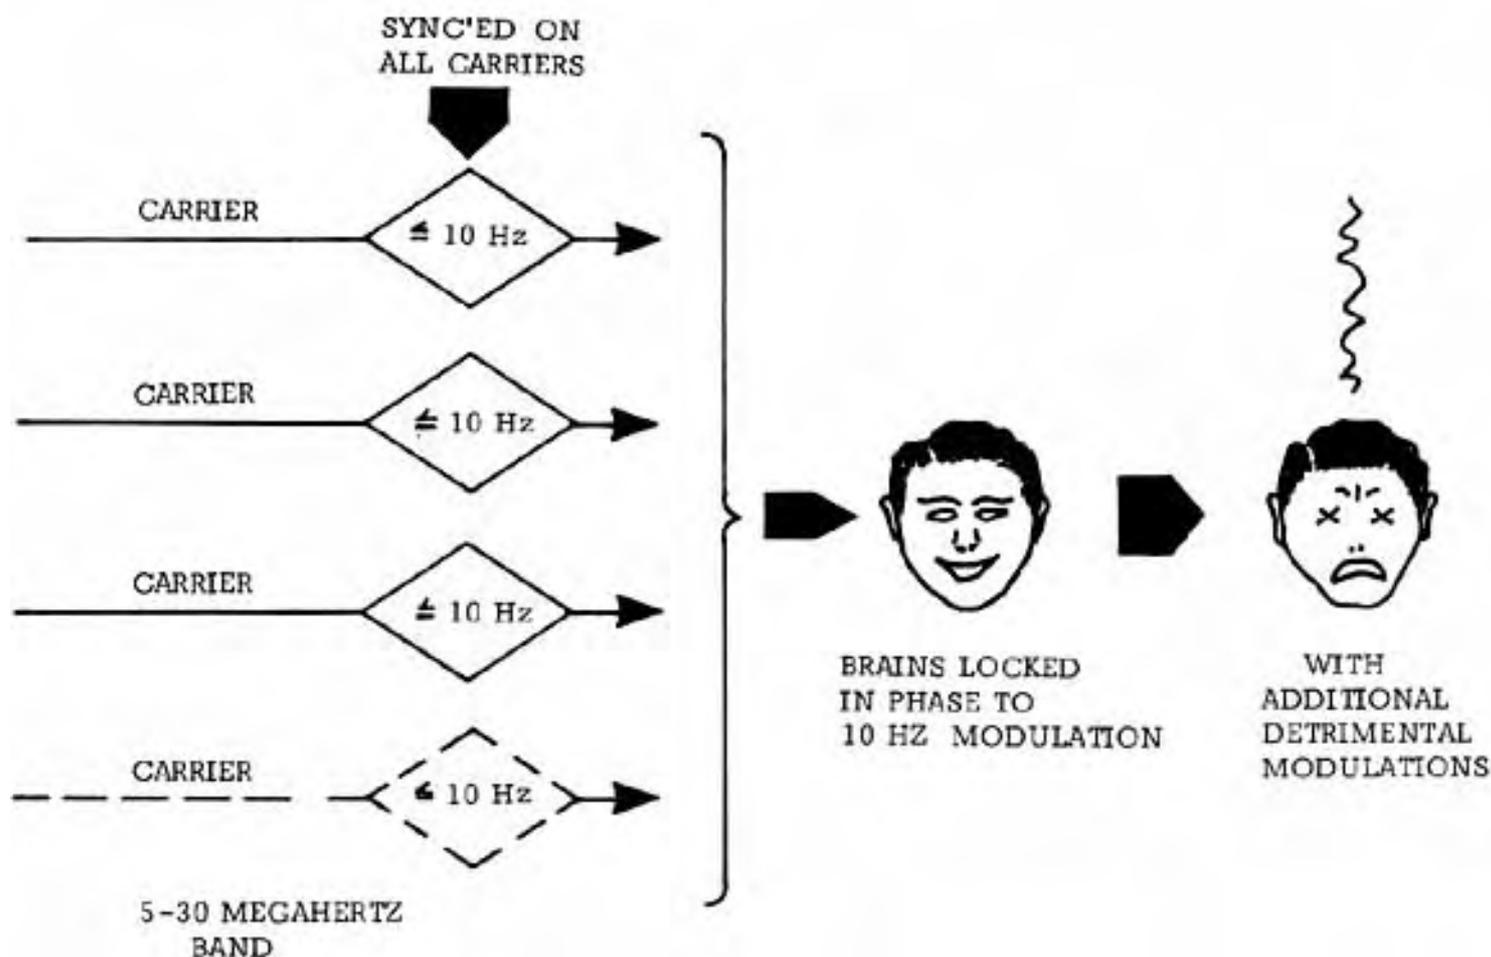 SYNC'ED ON
ALL CARRIERS
CARRIER
≦ 10 Hz
CARRIER
≦ 10 Hz
CARRIER
≦ 10 Hz
CARRIER
≦ 10 Hz
5-30 MEGAHERTZ
BAND
BRAINS LOCKED
IN PHASE TO
10 HZ MODULATION
WITH
ADDITIONAL
DETRIMENTAL
MODULATIONS